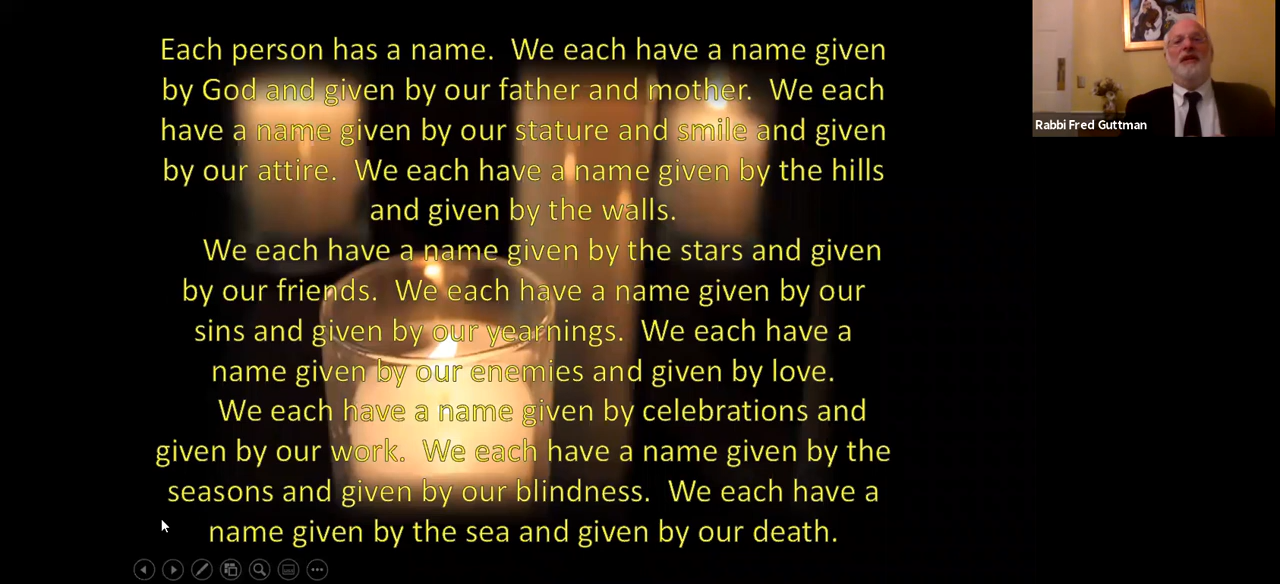 Each person has a name. We each have a name given
by God and given by our father and mother. We each
have a name given by our stature and smile and given
by our attire. We each have a name given by the hills
and given by the walls.
We each have a name given by the stars and given
by our friends. We each have a name given by our
sins and given by our yearnings. We each have a
name given by our enemies and given by love.
We each have a name given by celebrations and
given by our work. We each have a name given by the
seasons and given by our blindness. We each have a
name given by the sea and given by our death.
Rabbi Fred Guttman